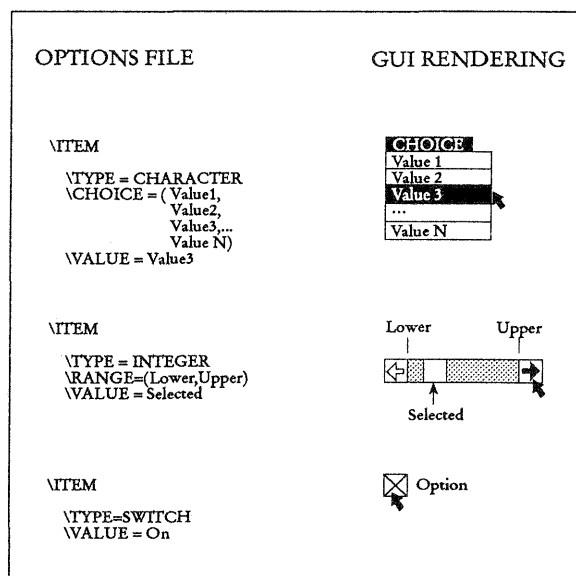 OPTIONS FILE
GUI RENDERING
\ITEM
\TYPE = CHARACTER
\CHOICE = ( Value1,
Value2,
Value3,...
Value N)
\VALUE = Value3
CHOICE
Value 1
Value 2
Value 3
...
Value N
\ITEM
\TYPE = INTEGER
\RANGE=(Lower,Upper)
\VALUE = Selected
Lower
Upper
Selected
\ITEM
\TYPE=SWITCH
\VALUE = On
Option